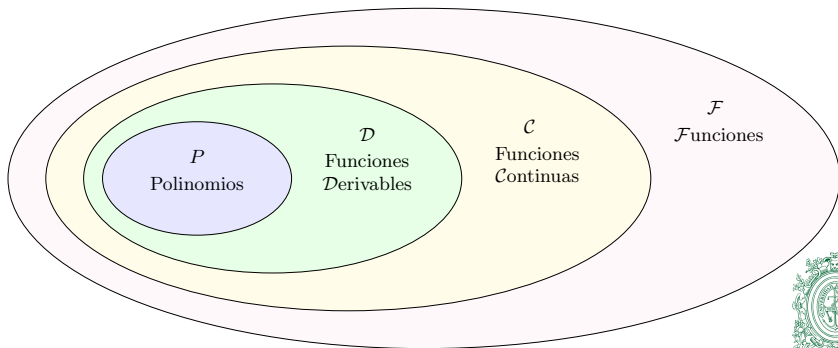 P
Polinomios
𝒟
Funciones
𝒟erivables
𝒞
Funciones
𝒞ontinuas
ℱ
ℱunciones